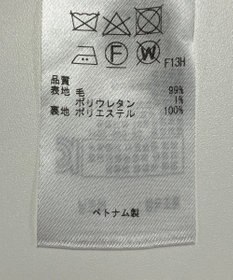 F13H
品質
表地 毛 99%
ポリウレタン 1%
裏地 ポリエステル 100%
ベトナム製